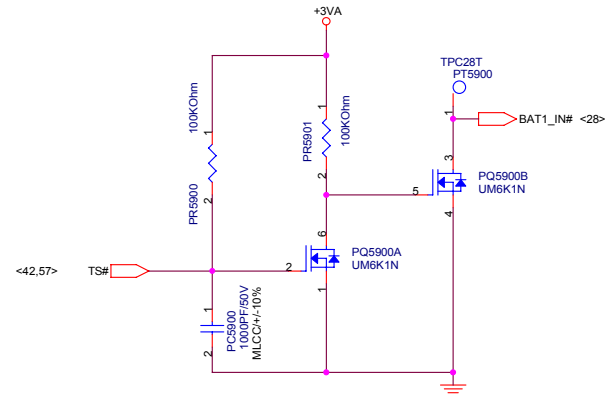 +3VA
TPC28T
PT5900
1
BAT1_IN# <28>
100KOhm
1
PR5900
2
1
PR5901
100KOhm
2
3
5
PQ5900B
UM6K1N
4
6
PQ5900A
UM6K1N
2
1
<42,57>
TS#
1
PC5900
1000PF/50V
MLCC/+/-10%
2